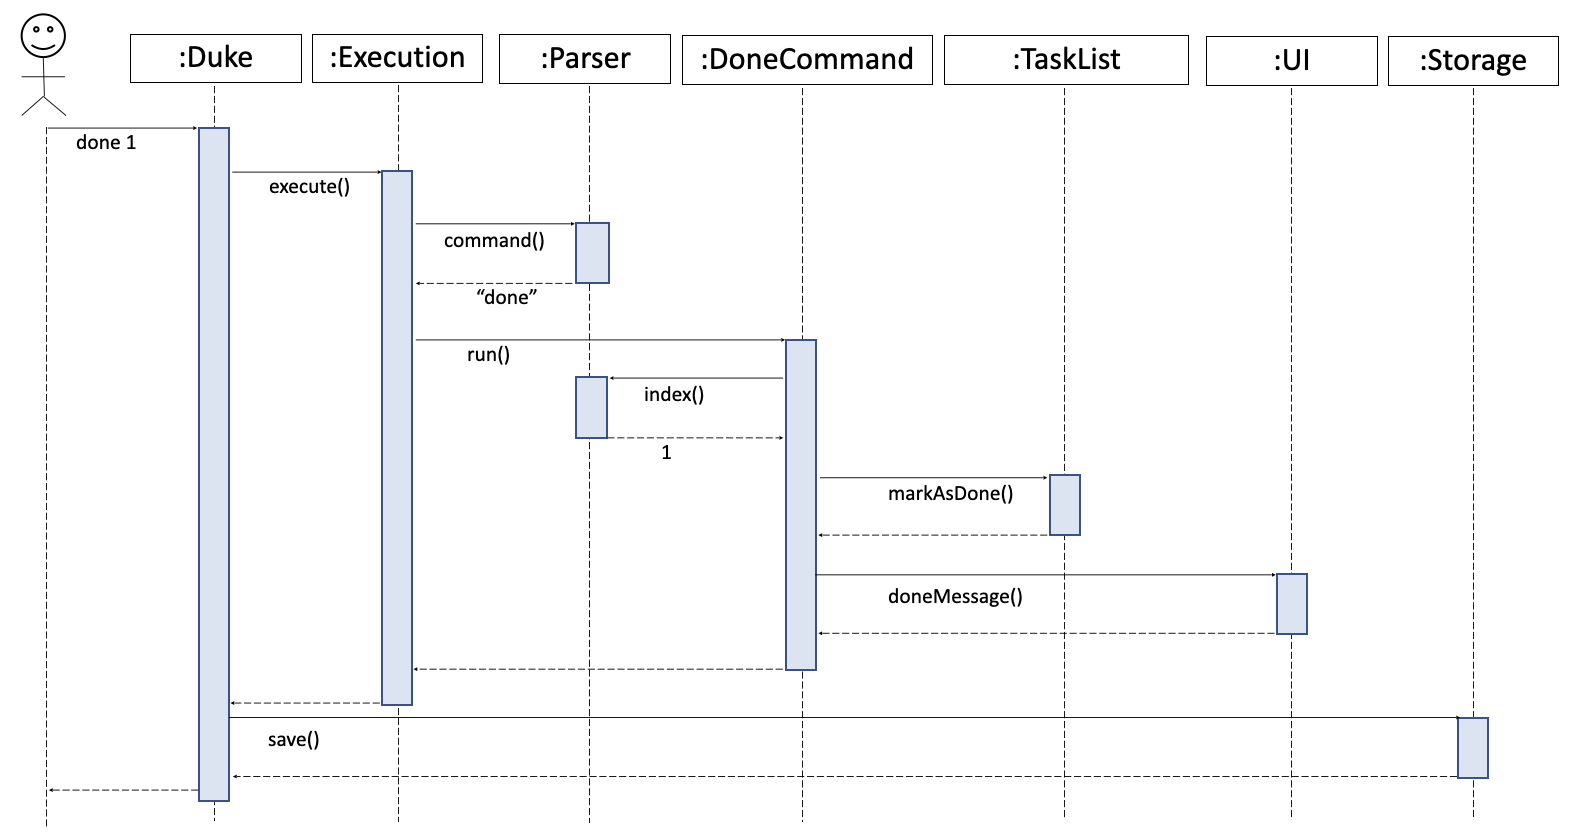 :Duke
:Execution
:Parser
:DoneCommand
:TaskList
:UI
:Storage
done 1
execute()
command()
“done”
run()
index()
1
markAsDone()
doneMessage()
save()